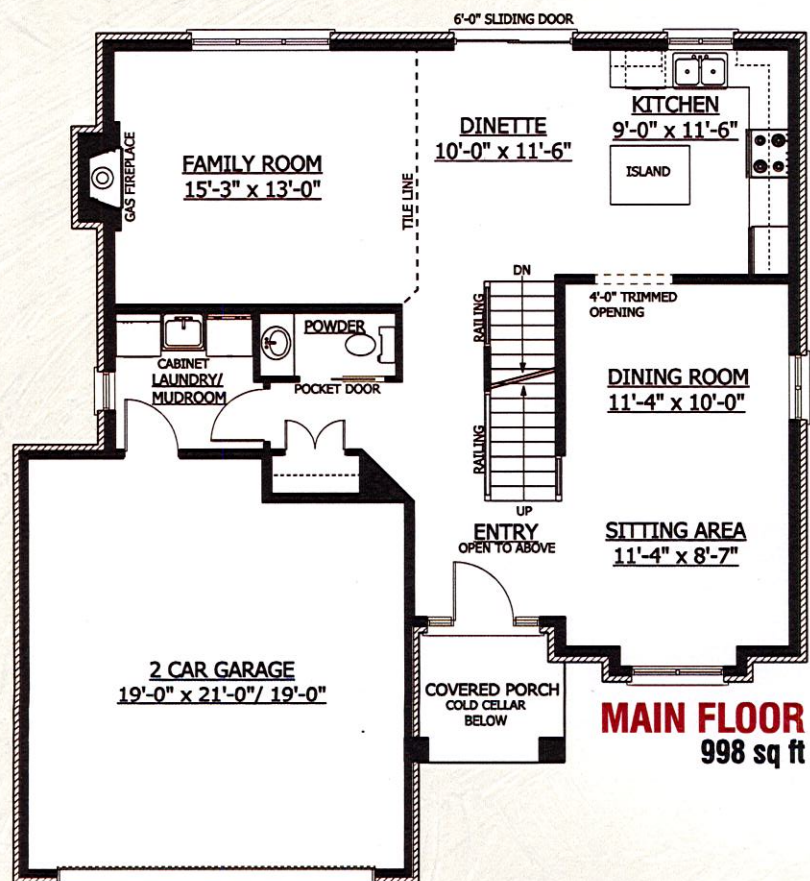 6'-0" SLIDING DOOR
FAMILY ROOM
15'-3" x 13'-0"
GAS FIREPLACE
TILE LINE
DINETTE
10'-0" x 11'-6"
KITCHEN
9'-0" x 11'-6"
ISLAND
DN
RAILING
4'-0" TRIMMED
OPENING
POWDER
CABINET
LAUNDRY/
MUDROOM
POCKET DOOR
DINING ROOM
11'-4" x 10'-0"
RAILING
UP
ENTRY
OPEN TO ABOVE
SITTING AREA
11'-4" x 8'-7"
2 CAR GARAGE
19'-0" x 21'-0"/ 19'-0"
COVERED PORCH
COLD CELLAR
BELOW
MAIN FLOOR
998 sq ft